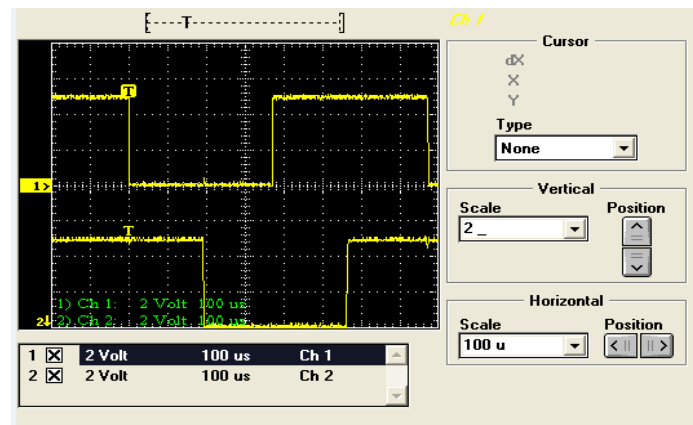 T
Ch 1
Cursor
dX
X
Y
Type
None
T
1>
T
1) Ch 1: 2 Volt 100 us
2) Ch 2: 2 Volt 100 us
2
Vertical
Scale Position
2 _
Horizontal
Scale Position
100 u
1 2 Volt 100 us Ch 1
2 2 Volt 100 us Ch 2